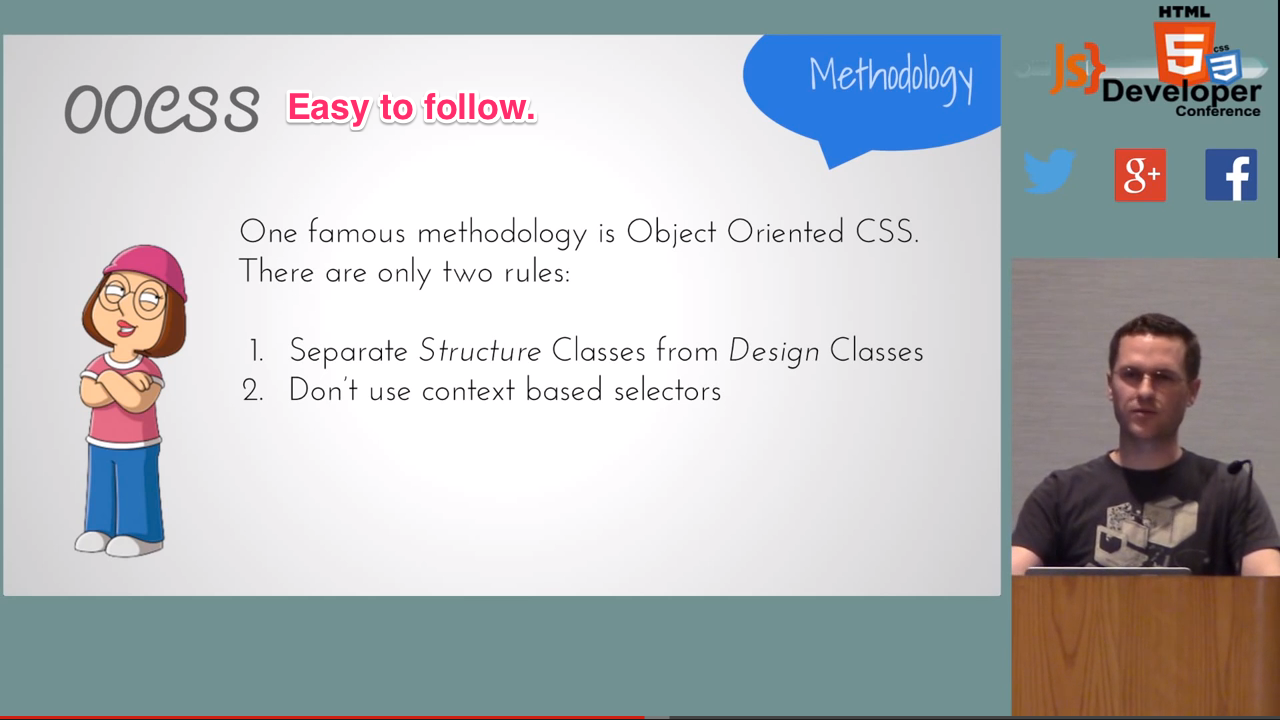 OOCSS Easy to follow.
Methodology
One famous methodology is Object Oriented CSS.
There are only two rules:
1. Separate Structure Classes from Design Classes
2. Don't use context based selectors
HTML
JS} 5 css 3
Developer
Conference
g+
f